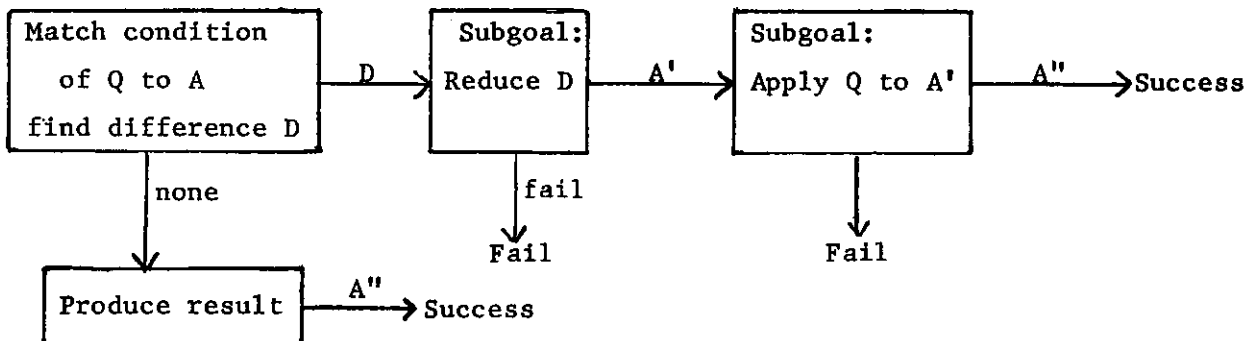 Match condition
of Q to A
find difference D
D
Subgoal:
Reduce D
A'
Subgoal:
Apply Q to A'
A"
Success
none
fail
Fail
Fail
Produce result
A"
Success